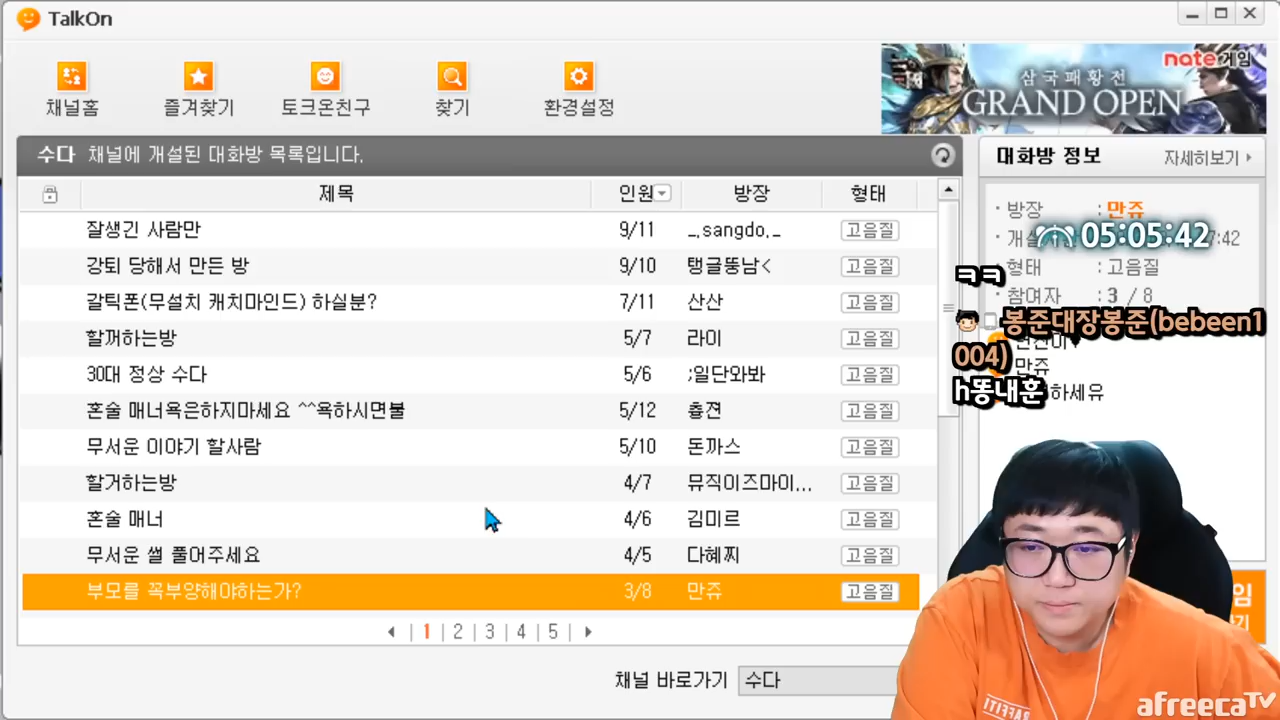 TalkOn
채널홈
즐겨찾기
토크온친구
찾기
환경설정
nate게임
삼국패황전
GRAND OPEN
수다 채널에 개설된 대화방 목록입니다.
제목 인원 방장 형태
잘생긴 사람만 9/11 _.sangdo._ 고음질
강퇴 당해서 만든 방 9/10 탱글뚱남< 고음질
갈틱폰(무설치 캐치마인드) 하실분? 7/11 산산 고음질
할꺼하는방 5/7 라이 고음질
30대 정상 수다 5/6 ;일단와봐 고음질
혼술 매너욕은하지마세요 ^^욕하시면불 5/12 춍젼 고음질
무서운 이야기 할사람 5/10 돈까스 고음질
할거하는방 4/7 뮤직이즈마이... 고음질
혼술 매너 4/6 김미르 고음질
무서운 썰 풀어주세요 4/5 다혜찌 고음질
부모를 꼭부양해야하는가? 3/8 만쥬 고음질
1 | 2 | 3 | 4 | 5
채널 바로가기 수다
대화방 정보 자세히보기
· 방장 : 만쥬
05:05:42
· 형태 : 고음질
· 참여자 : 3 / 8
ㅋㅋ
봉준대장봉준(bebeen1
004)
만쥬
h똥내훈
하세요
GRAFFITI
afreecaTV